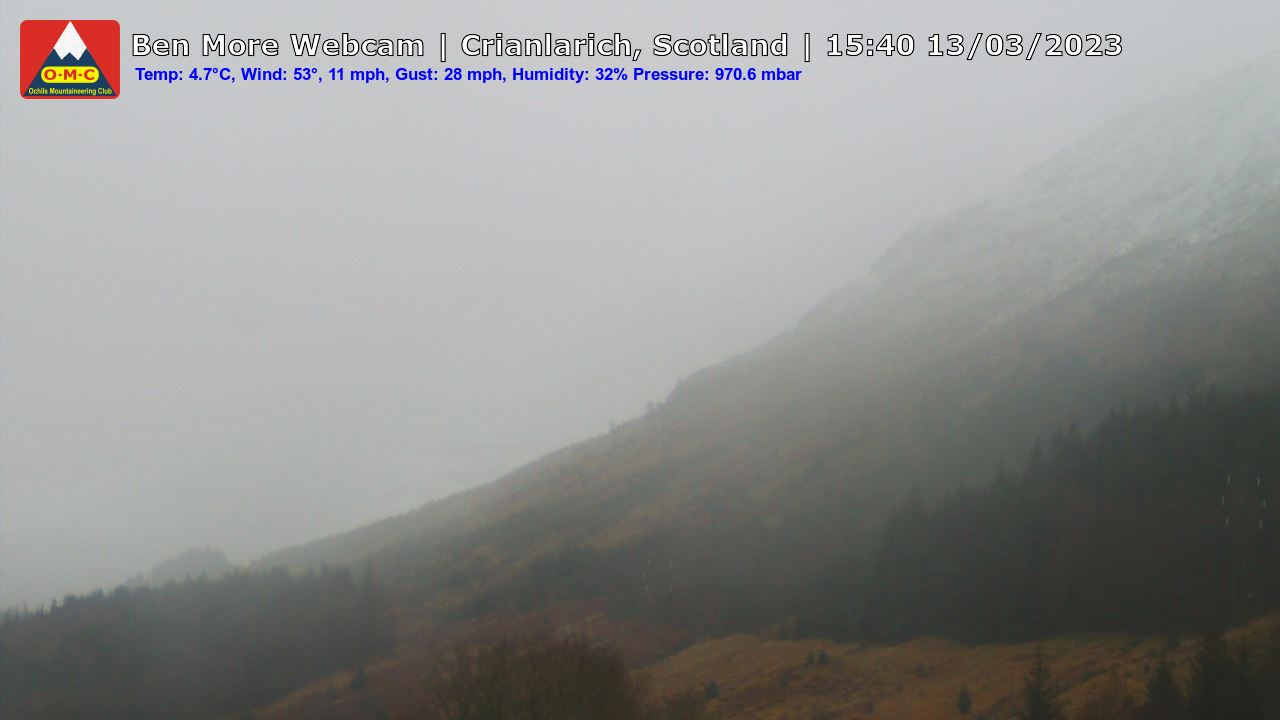 Ben More Webcam | Crianlarich, Scotland | 15:40 13/03/2023
Temp: 4.7°C, Wind: 53°, 11 mph, Gust: 28 mph, Humidity: 32% Pressure: 970.6 mbar
O·M·C
Ochils Mountaineering Club